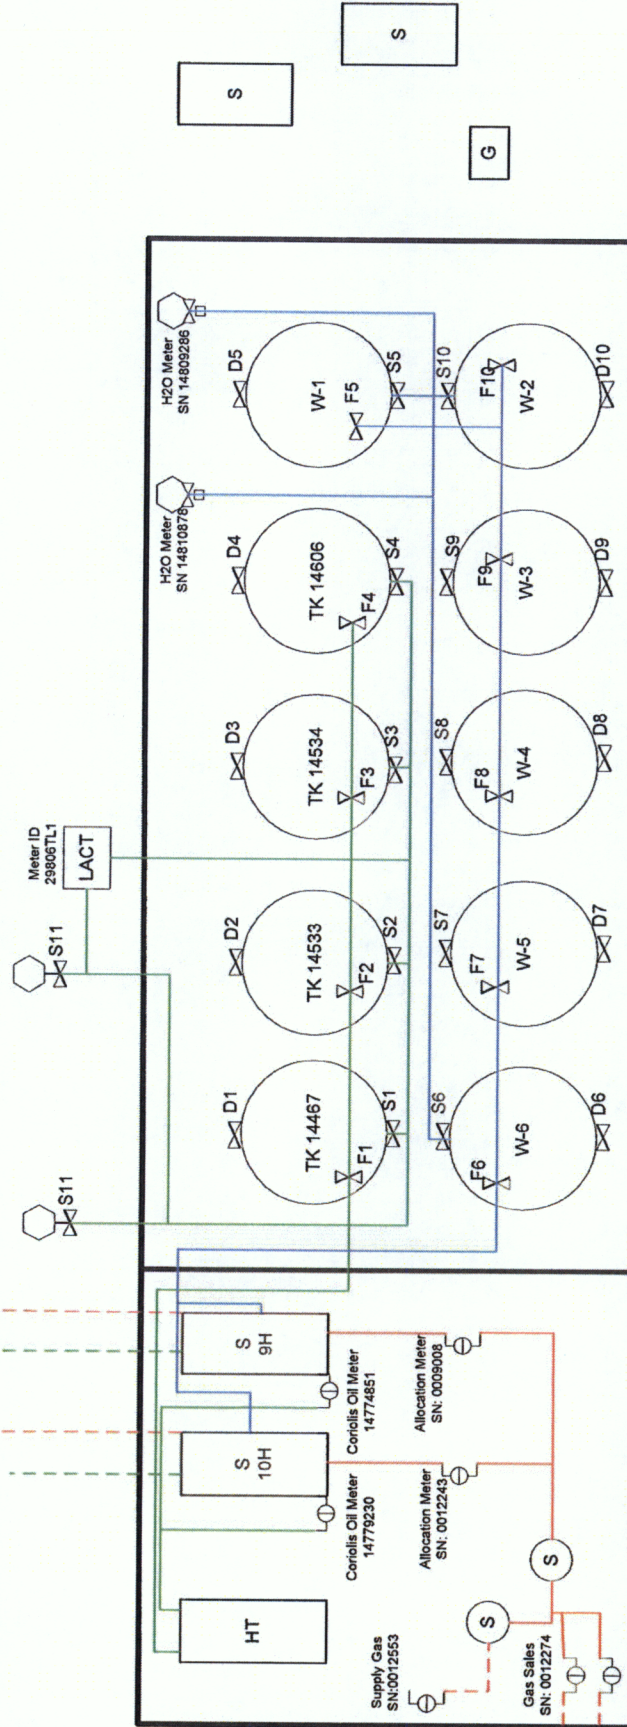 S
S
G
H2O Meter
SN 14809286
H2O Meter
SN 14810878
D5
W-1
F5
S5
S10
F10
W-2
D10
D4
TK 14606
F4
S4
S9
F9
W-3
D9
D3
TK 14534
F3
S3
S8
F8
W-4
D8
Meter ID
29806TL1
LACT
S11
D2
TK 14533
F2
S2
S7
F7
W-5
D7
D1
TK 14467
F1
S1
S6
F6
W-6
D6
S11
S
9H
Coriolis Oil Meter
14774851
Allocation Meter
SN: 0009008
S
10H
Coriolis Oil Meter
14779230
Allocation Meter
SN: 0012243
HT
S
S
Supply Gas
SN:0012553
Gas Sales
SN: 0012274